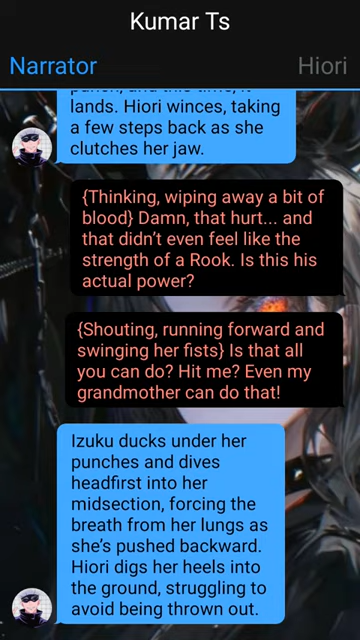 Kumar Ts
Narrator
Hiori
punch, and this time, it
lands. Hiori winces, taking
a few steps back as she
clutches her jaw.
{Thinking, wiping away a bit of
blood} Damn, that hurt... and
that didn’t even feel like the
strength of a Rook. Is this his
actual power?
{Shouting, running forward and
swinging her fists} Is that all
you can do? Hit me? Even my
grandmother can do that!
Izuku ducks under her
punches and dives
headfirst into her
midsection, forcing the
breath from her lungs as
she’s pushed backward.
Hiori digs her heels into
the ground, struggling to
avoid being thrown out.